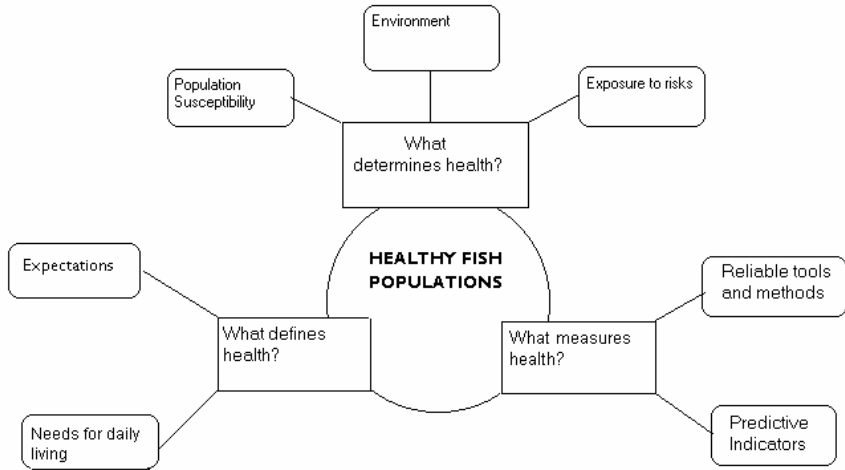 Environment
Population
Susceptibility
Exposure to risks
What
determines health?
HEALTHY FISH
POPULATIONS
Expectations
Reliable tools
and methods
What defines
health?
What measures
health?
Needs for daily
living
Predictive
Indicators